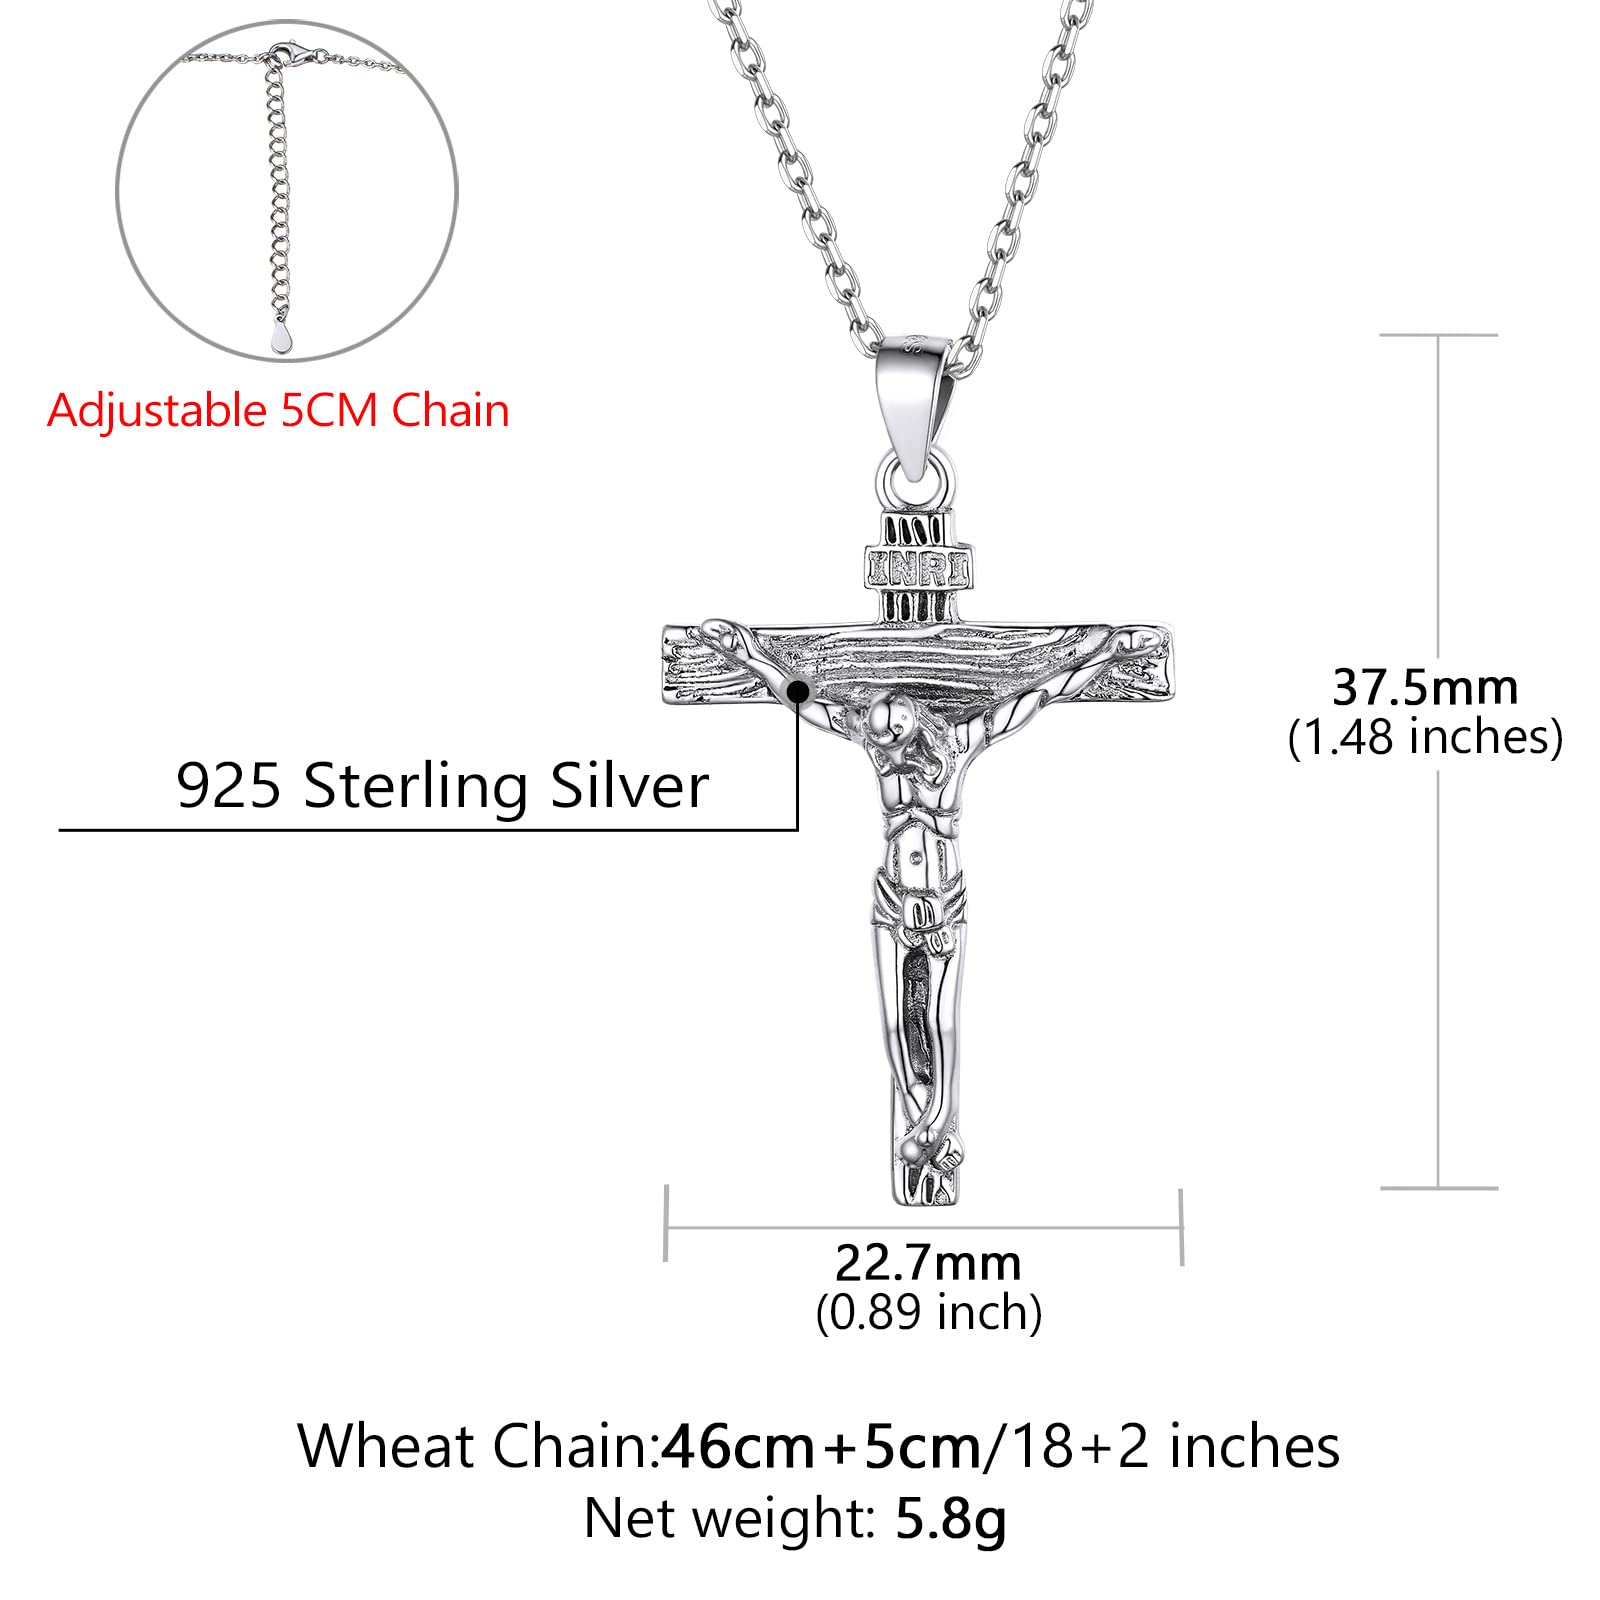 Adjustable 5CM Chain
INRI
925 Sterling Silver
37.5mm
(1.48 inches)
22.7mm
(0.89 inch)
Wheat Chain:46cm+5cm/18+2 inches
Net weight: 5.8g